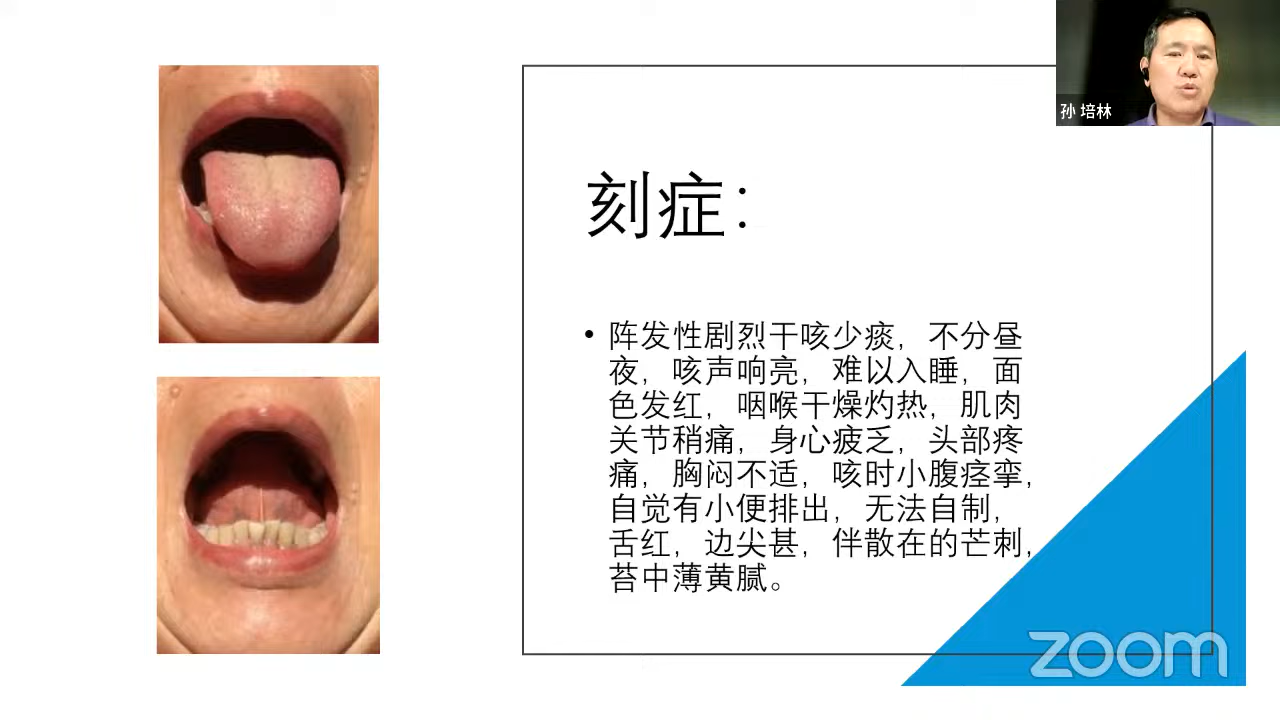 孙 培林
刻症：
• 阵发性剧烈干咳少痰，不分昼
夜，咳声响亮，难以入睡，面
色发红，咽喉干燥灼热，肌肉
关节稍痛，身心疲乏，头部疼
痛，胸闷不适，咳时小腹痉挛，
自觉有小便排出，无法自制，
舌红，边尖甚，伴散在的芒刺，
苔中薄黄腻。
zoom